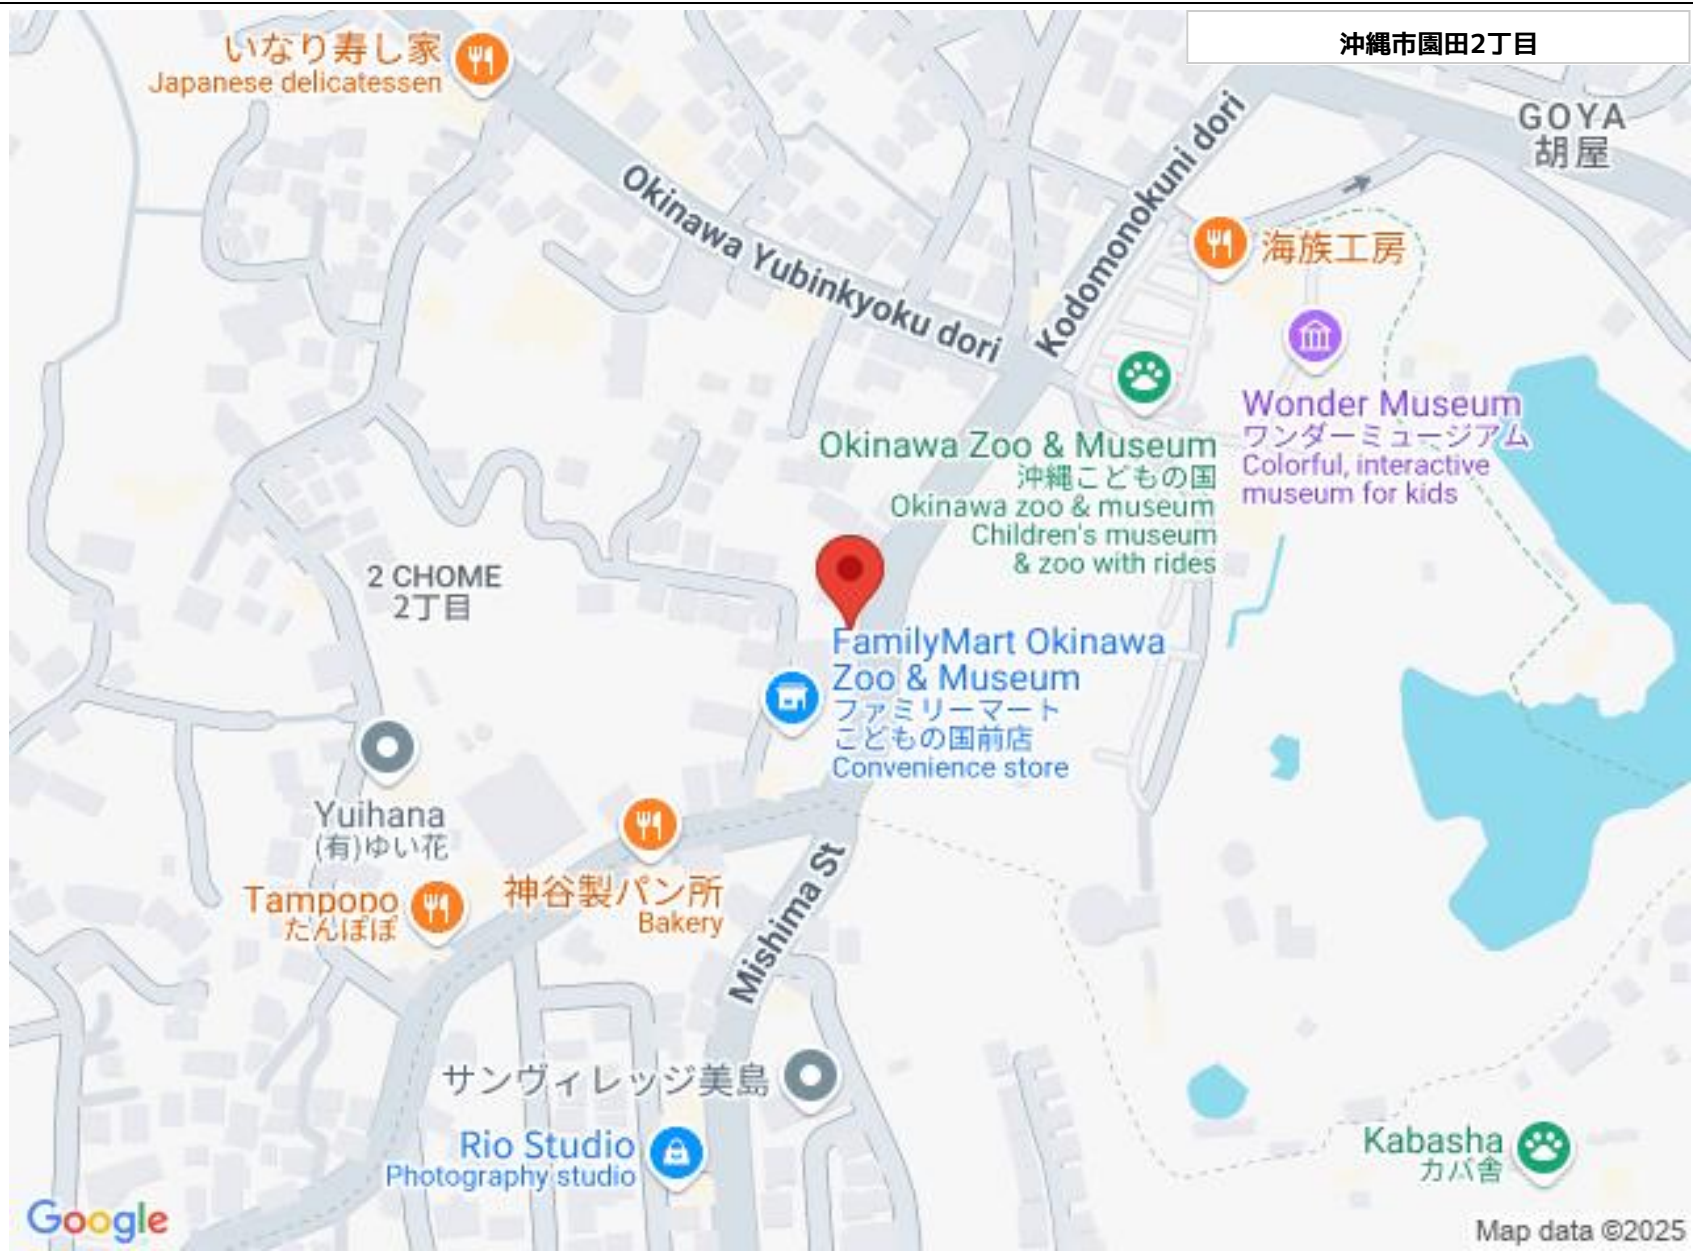 沖縄市園田2丁目
いなり寿し家
Japanese delicatessen
GOYA
胡屋
Kodomonokuni dori
Okinawa Yubinkyoku dori
海族工房
Wonder Museum
ワンダーミュージアム
Colorful, interactive
museum for kids
Okinawa Zoo & Museum
沖縄こどもの国
Okinawa zoo & museum
Children's museum
& zoo with rides
2 CHOME
2丁目
FamilyMart Okinawa
Zoo & Museum
ファミリーマート
こどもの国前店
Convenience store
Yuihana
(有)ゆい花
Tampopo
たんぽぽ
神谷製パン所
Bakery
Mishima St
サンヴィレッジ美島
Rio Studio
Photography studio
Kabasha
カバ舎
Google
Map data ©2025